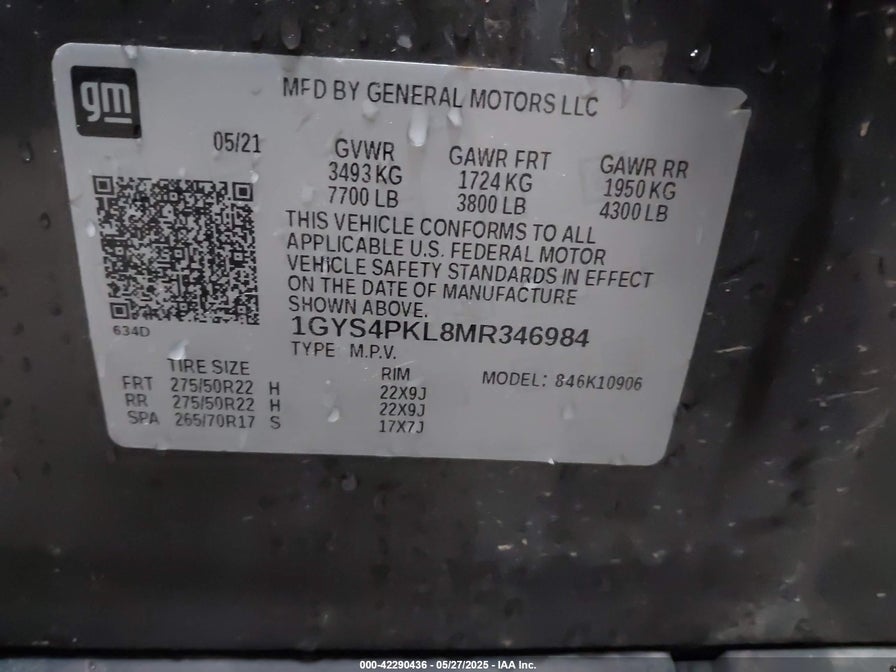 gm
MFD BY GENERAL MOTORS LLC
05/21
GVWR GAWR FRT GAWR RR
3493 KG 1724 KG 1950 KG
7700 LB 3800 LB 4300 LB
THIS VEHICLE CONFORMS TO ALL
APPLICABLE U.S. FEDERAL MOTOR
VEHICLE SAFETY STANDARDS IN EFFECT
ON THE DATE OF MANUFACTURE
SHOWN ABOVE.
634D
1GYS4PKL8MR346984
TYPE M.P.V.
TIRE SIZE RIM MODEL: 846K10906
FRT 275/50R22 H 22X9J
RR 275/50R22 H 22X9J
SPA 265/70R17 S 17X7J
000-42290436 - 05/27/2025 - IAA Inc.